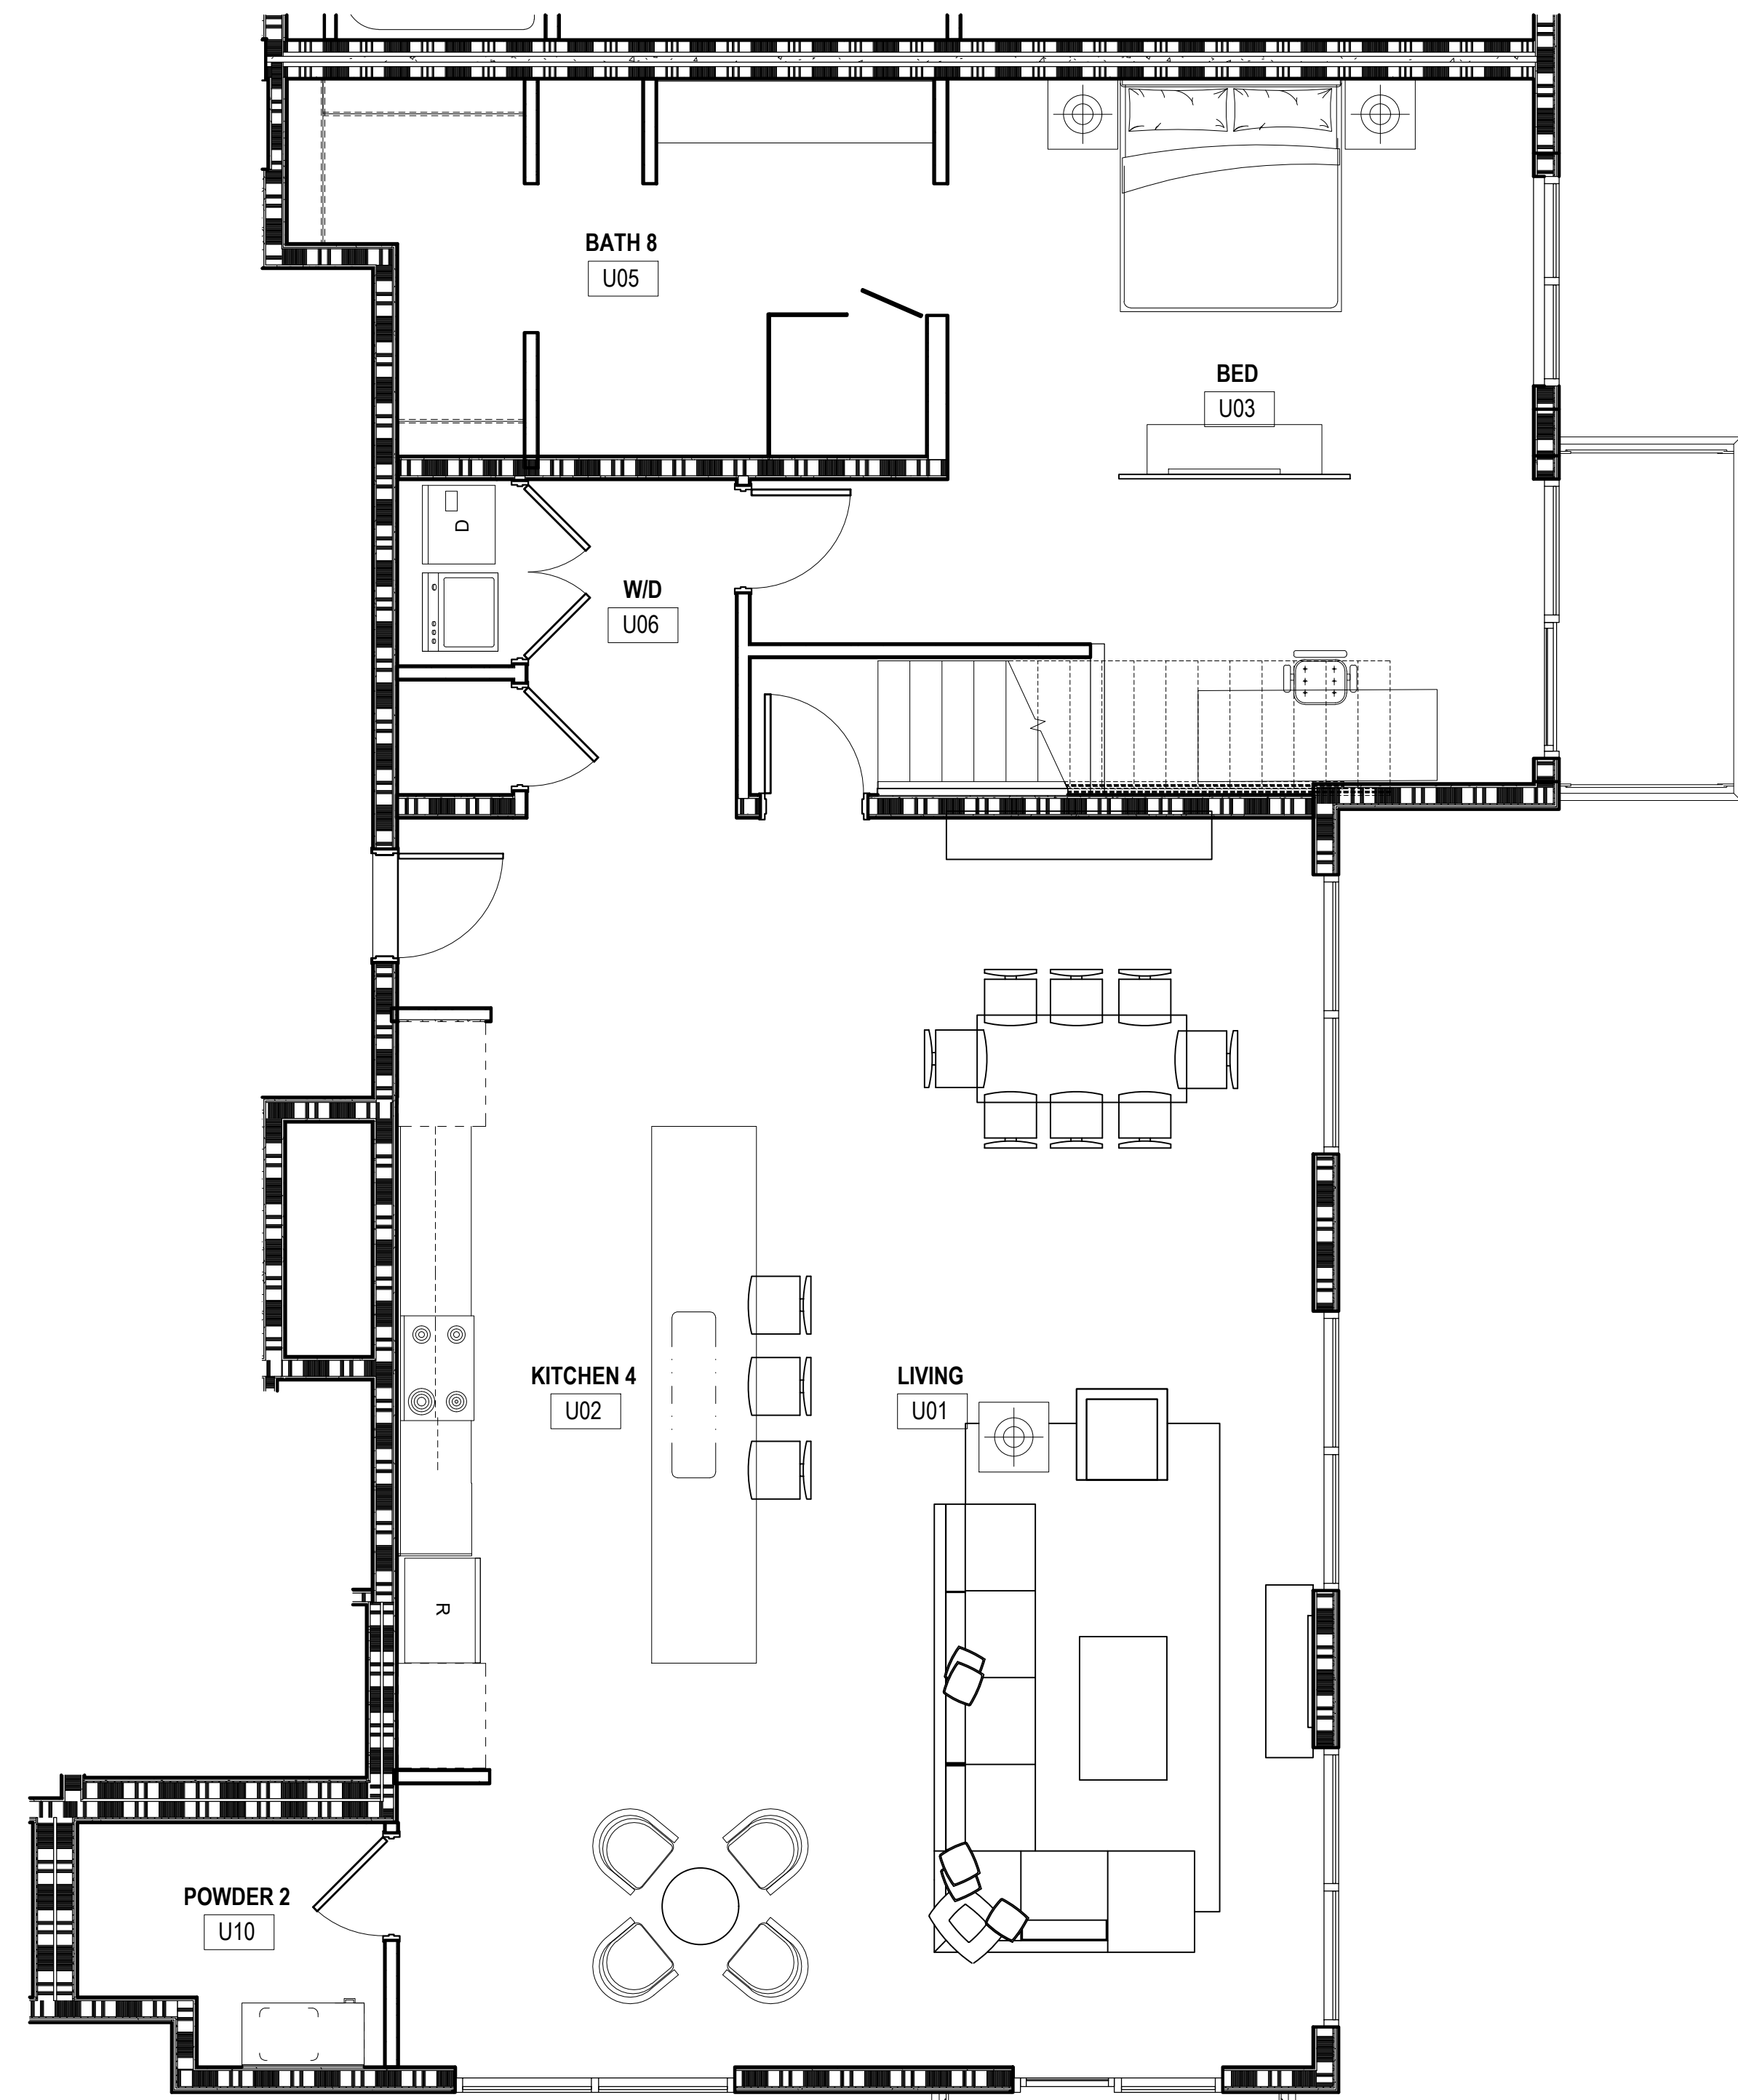 BATH 8
U05
BED
U03
D
W/D
U06
KITCHEN 4
U02
LIVING
U01
R
POWDER 2
U10